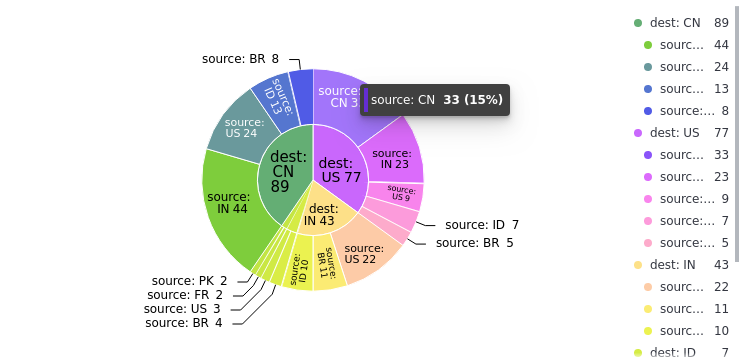 source: BR 8
source:
CN 33
source: CN 33 (15%)
source:
ID 13
source:
US 24
source:
IN 23
dest:
CN
89
dest:
US 77
source:
US 9
source:
IN 44
dest:
IN 43
source: ID 7
source: BR 5
source:
US 22
source:
BR 11
source:
ID 10
source: PK 2
source: FR 2
source: US 3
source: BR 4
dest: CN 89
sourc... 44
sourc... 24
sourc... 13
source:... 8
dest: US 77
sourc... 33
sourc... 23
source:... 9
source:... 7
source:... 5
dest: IN 43
sourc... 22
sourc... 11
sourc... 10
dest: ID 7